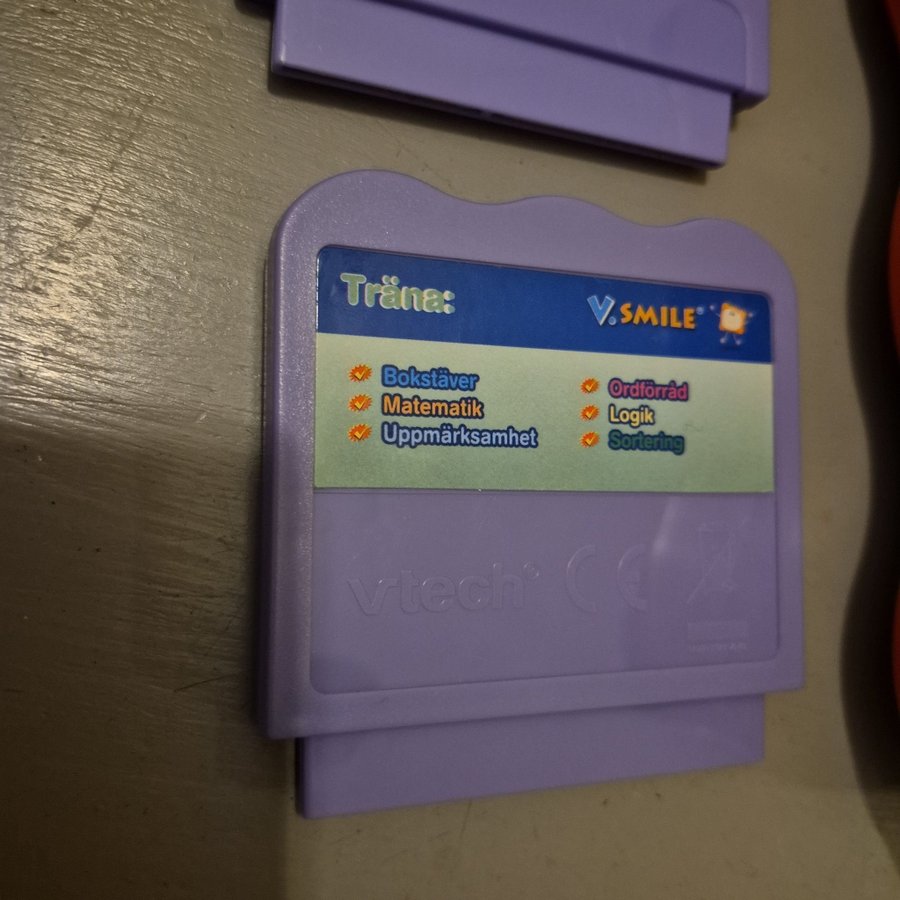 Träna:
V.SMILE®
Bokstäver
Matematik
Uppmärksamhet
Ordförråd
Logik
Sortering
vtech®
CE